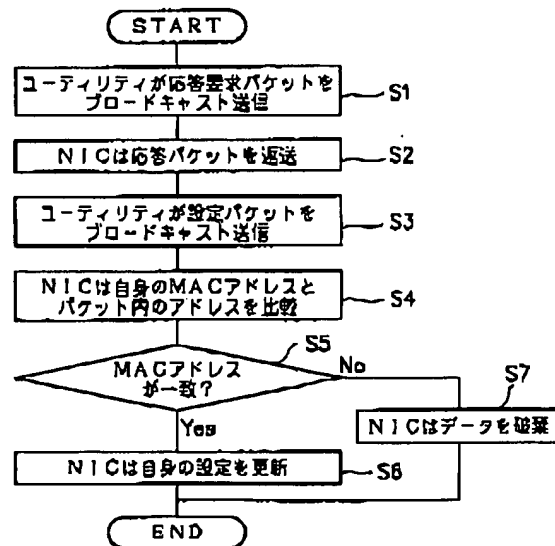 START
ユーティリティが応答要求パケットを
ブロードキャスト送信
S1
NICは応答パケットを返送
S2
ユーティリティが設定パケットを
ブロードキャスト送信
S3
NICは自身のMACアドレスと
パケット内のアドレスを比較
S4
S5
MACアドレス
が一致?
No
Yes
S7
NICはデータを破棄
NICは自身の設定を更新
S6
END